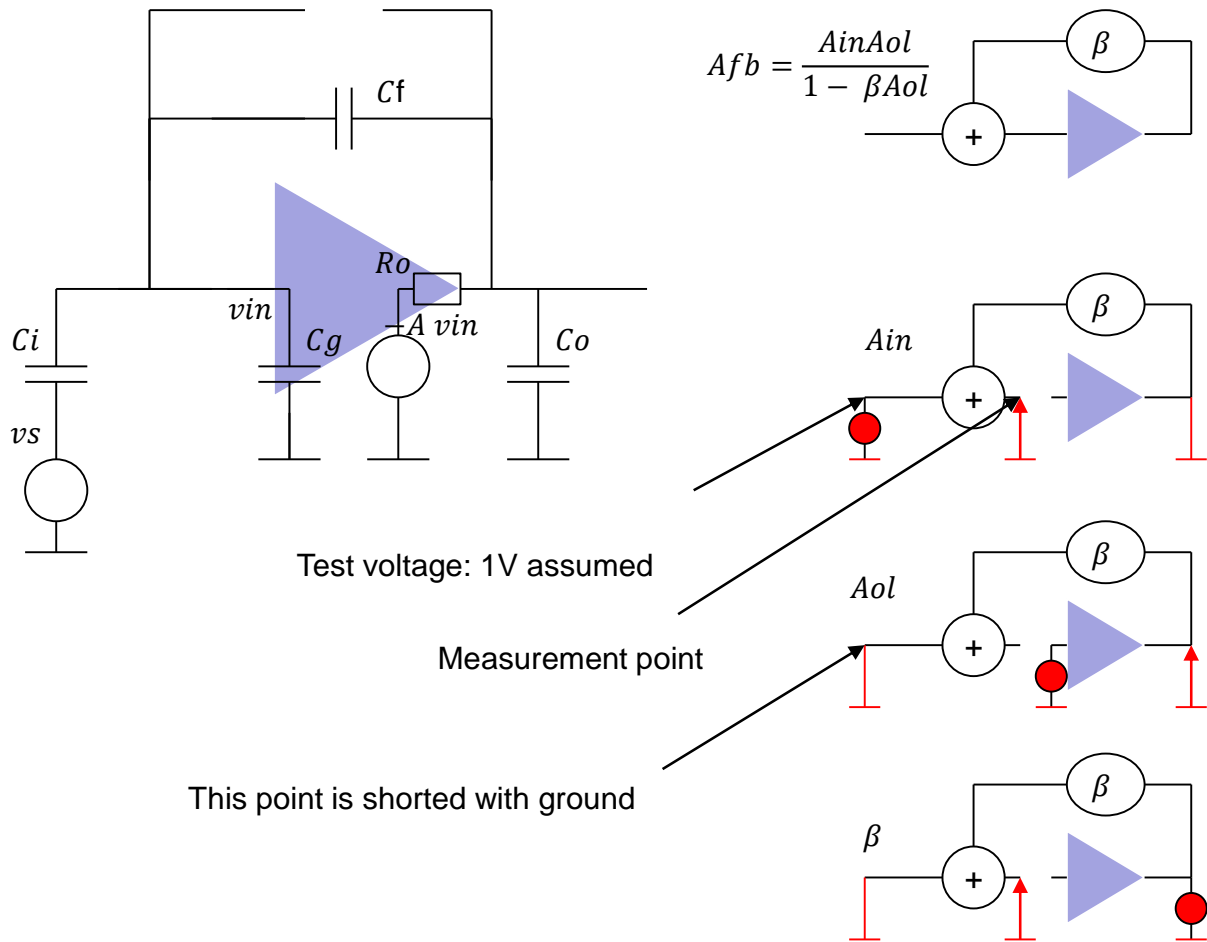 Cf
Afb = AinAol / 1 − βAol
β
+
Ro
vin
−A vin
Ci
Cg
Co
vs
β
Ain
+
Test voltage: 1V assumed
β
Aol
+
Measurement point
This point is shorted with ground
β
β
+